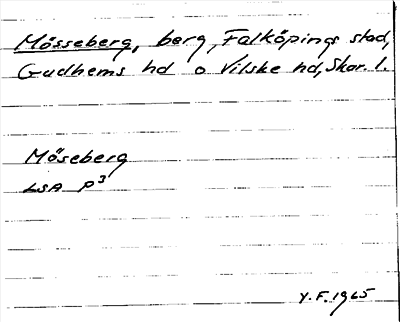 Mösseberg, berg, Falköpings stad,
Gudhems hd o Vilske hd, Skar. l.
Möseberg
LSA P³
Y.F. 1965